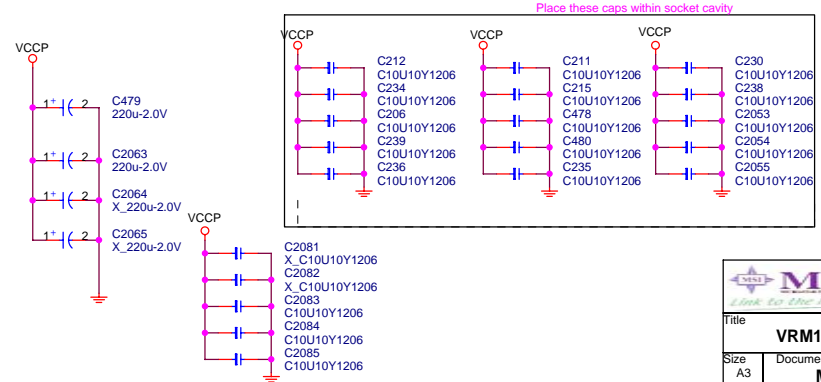 Place these caps within socket cavity
VCCP
1 + 2
C479
220u-2.0V
1 + 2
C2063
220u-2.0V
1 + 2
C2064
X_220u-2.0V
1 + 2
C2065
X_220u-2.0V
VCCP
C212
C10U10Y1206
C234
C10U10Y1206
C206
C10U10Y1206
C239
C10U10Y1206
C236
C10U10Y1206
VCCP
C211
C10U10Y1206
C215
C10U10Y1206
C478
C10U10Y1206
C480
C10U10Y1206
C235
C10U10Y1206
VCCP
C230
C10U10Y1206
C238
C10U10Y1206
C2053
C10U10Y1206
C2054
C10U10Y1206
C2055
C10U10Y1206
VCCP
C2081
X_C10U10Y1206
C2082
X_C10U10Y1206
C2083
C10U10Y1206
C2084
C10U10Y1206
C2085
C10U10Y1206
MSI M
Link to the
Title
VRM1
Size Docume
A3 M